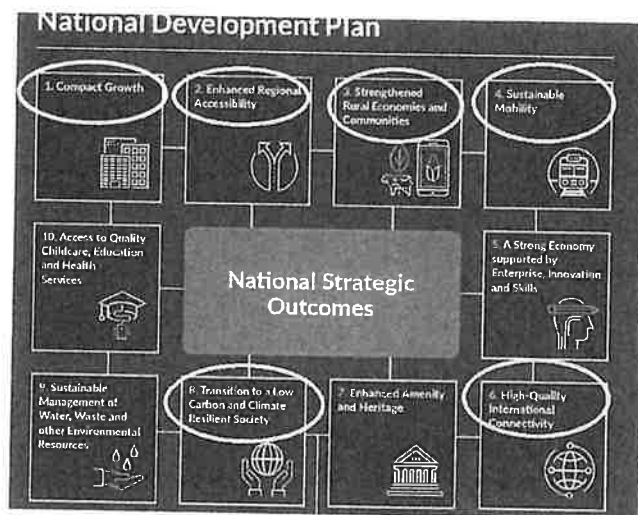 National Development Plan
1. Compact Growth
2. Enhanced Regional
Accessibility
3. Strengthened
Rural Economies and
Communities
4. Sustainable
Mobility
10. Access to Quality
Childcare, Education
and Health
Services
National Strategic
Outcomes
5. A Strong Economy
supported by
Enterprise, Innovation
and Skills
9. Sustainable
Management of
Water, Waste and
other Environmental
Resources
8. Transition to a Low
Carbon and Climate
Resilient Society
7. Enhanced Amenity
and Heritage
6. High-Quality
International
Connectivity